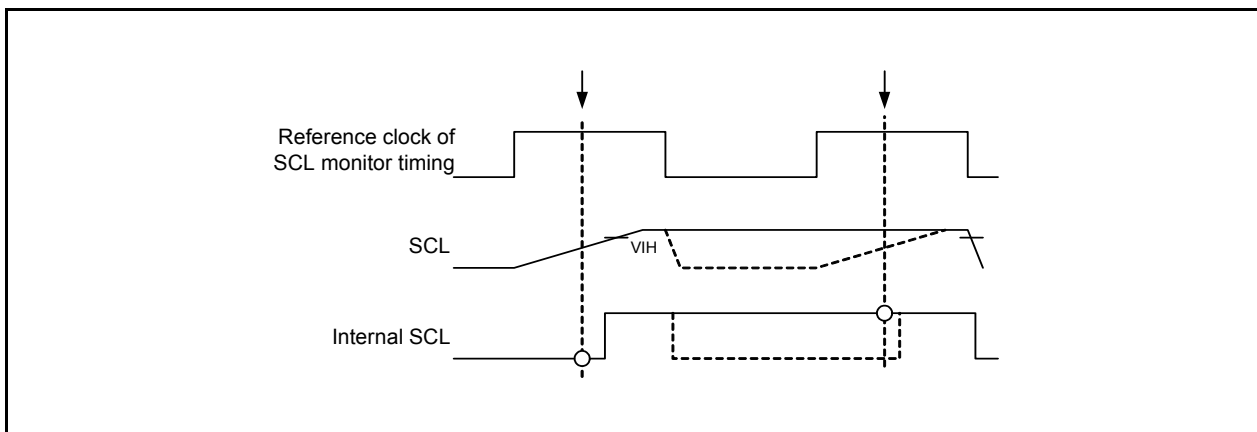 Reference clock of
SCL monitor timing
SCL
VIH
Internal SCL